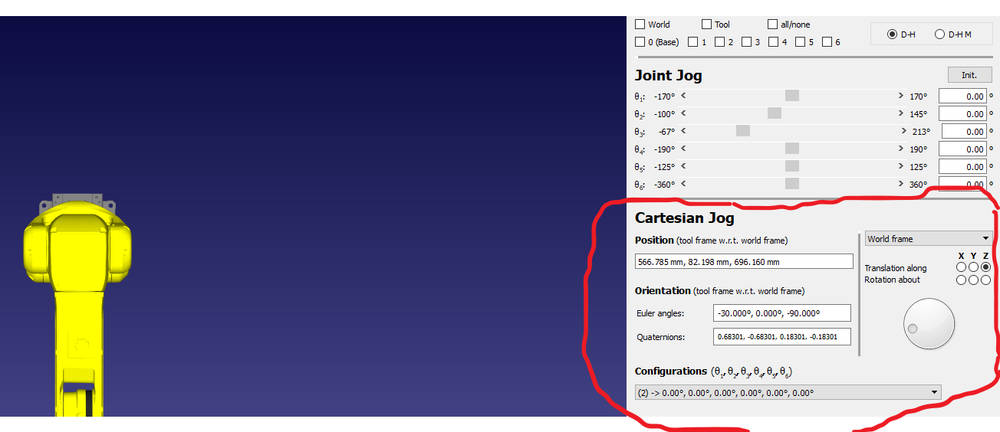 World Tool all/none
0 (Base) 1 2 3 4 5 6
D-H D-H M
Joint Jog Init.
θ1: -170° < > 170° 0.00 °
θ2: -100° < > 145° 0.00 °
θ3: -67° < > 213° 0.00 °
θ4: -190° < > 190° 0.00 °
θ5: -125° < > 125° 0.00 °
θ6: -360° < > 360° 0.00 °
Cartesian Jog
Position (tool frame w.r.t. world frame)
566.785 mm, 82.198 mm, 696.160 mm
Orientation (tool frame w.r.t. world frame)
Euler angles: -30.000°, 0.000°, -90.000°
Quaternions: 0.68301, -0.68301, 0.18301, -0.18301
World frame
X Y Z
Translation along
Rotation about
Configurations (θ1, θ2, θ3, θ4, θ5, θ6)
(2) -> 0.00°, 0.00°, 0.00°, 0.00°, 0.00°, 0.00°